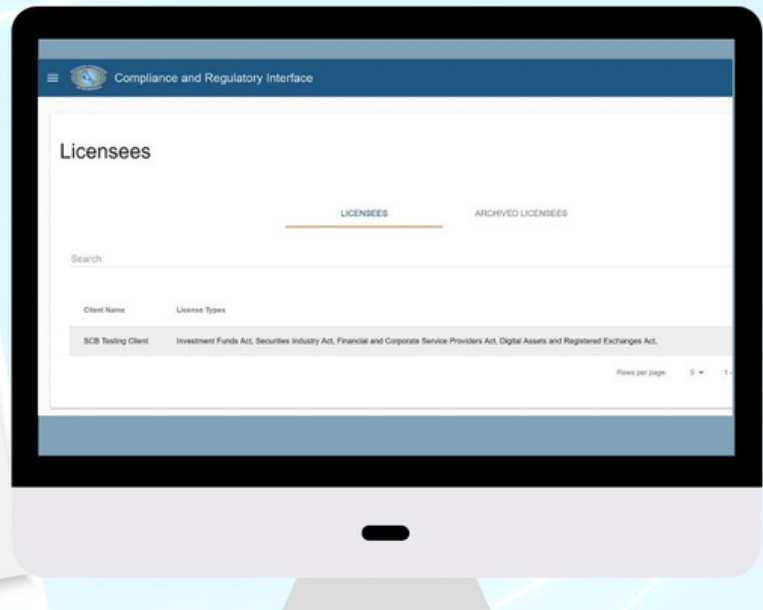 Compliance and Regulatory Interface
Licensees
LICENSEES ARCHIVED LICENSEES
Search
Client Name License Types
SCB Testing Client Investment Funds Act, Securities Industry Act, Financial and Corporate Service Providers Act, Digital Assets and Registered Exchanges Act,
Rows per page: 5 1-